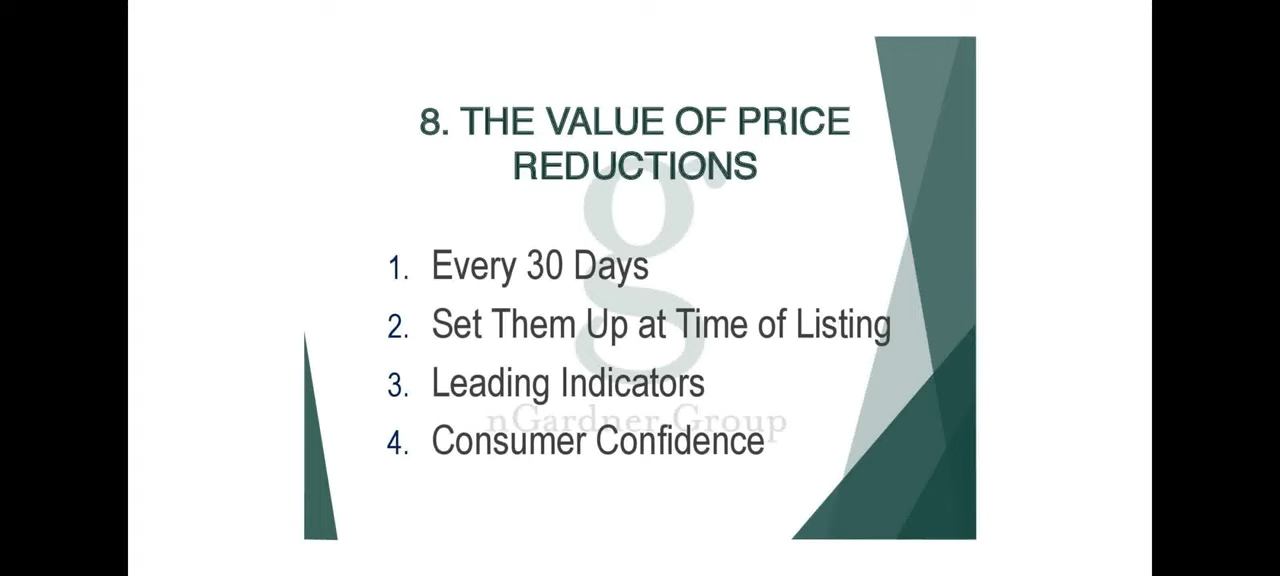 8. THE VALUE OF PRICE
REDUCTIONS
1. Every 30 Days
2. Set Them Up at Time of Listing
3. Leading Indicators
nGardner Group
4. Consumer Confidence